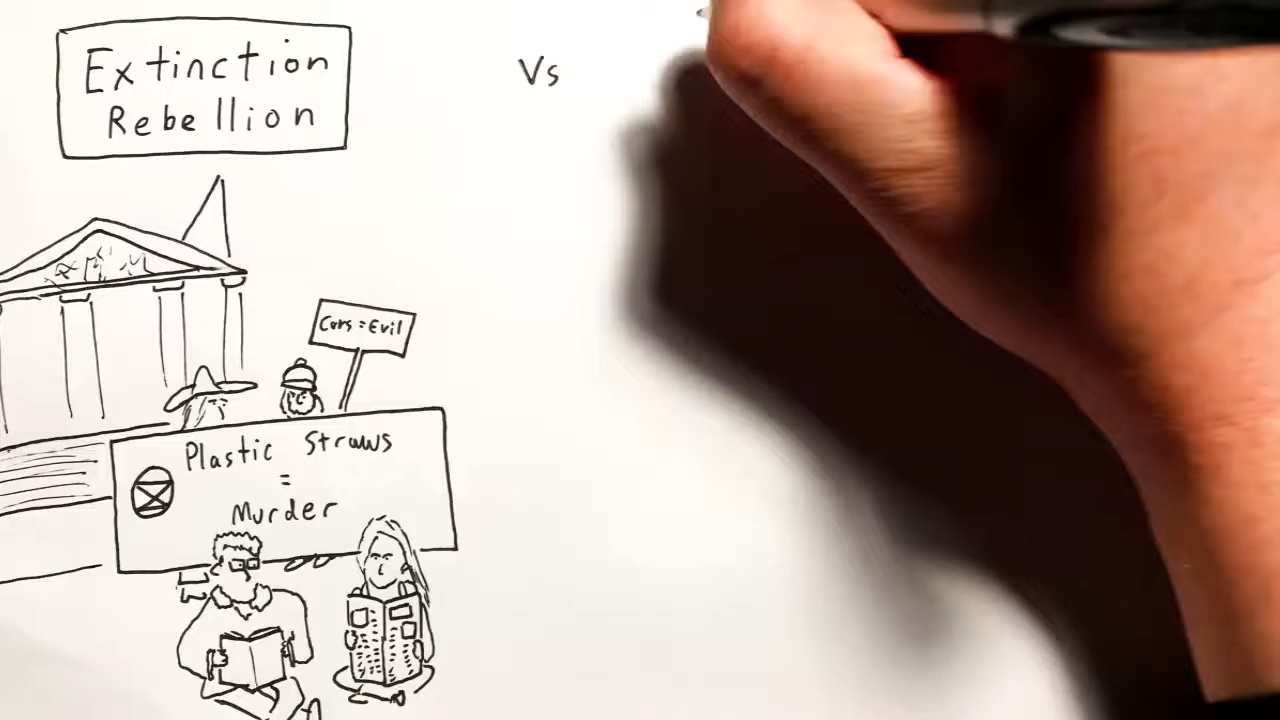 Extinction
Rebellion
Vs
Cars = Evil
Plastic Straws
=
Murder